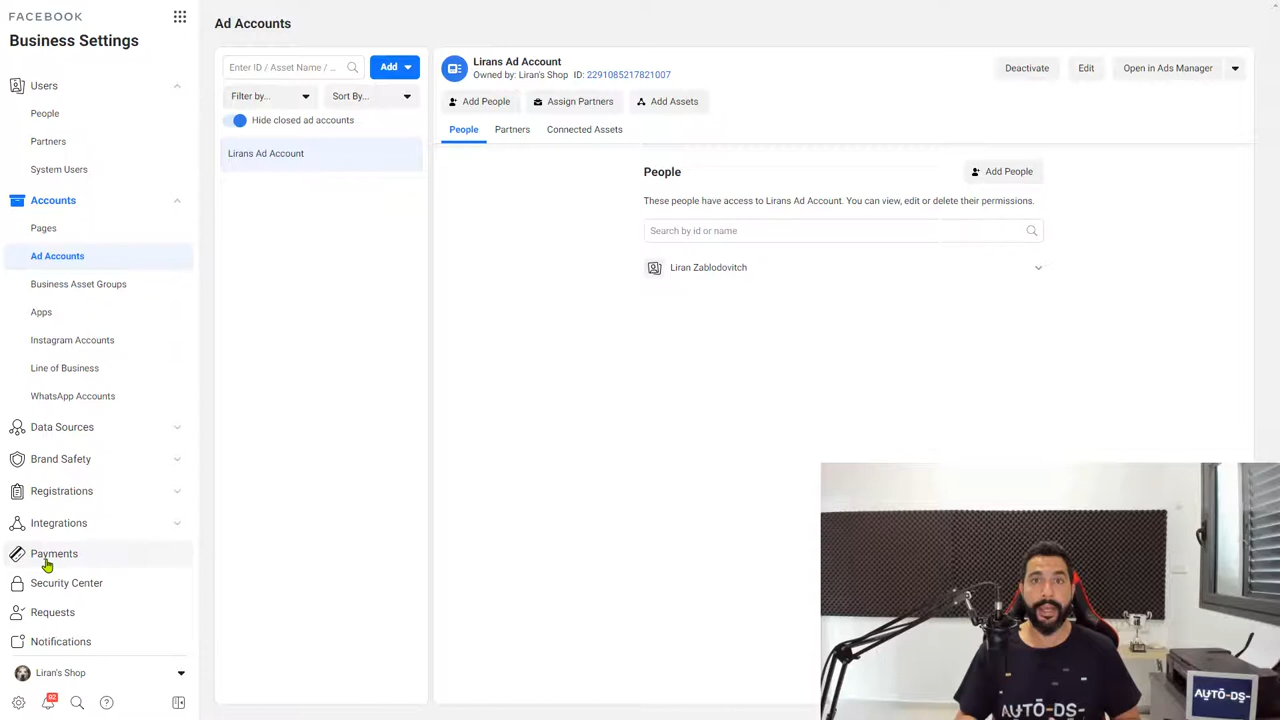 FACEBOOK
Business Settings
Users
People
Partners
System Users
Accounts
Pages
Ad Accounts
Business Asset Groups
Apps
Instagram Accounts
Line of Business
WhatsApp Accounts
Data Sources
Brand Safety
Registrations
Integrations
Payments
Security Center
Requests
Notifications
Liran's Shop
92
Ad Accounts
Enter ID / Asset Name / ...
Add
Filter by...
Sort By...
Hide closed ad accounts
Lirans Ad Account
Lirans Ad Account
Owned by: Liran's Shop ID: 2291085217821007
Deactivate
Edit
Open in Ads Manager
Add People
Assign Partners
Add Assets
People
Partners
Connected Assets
People
Add People
These people have access to Lirans Ad Account. You can view, edit or delete their permissions.
Search by id or name
Liran Zablodovitch
AUTO-DS-
AUTO-DS-